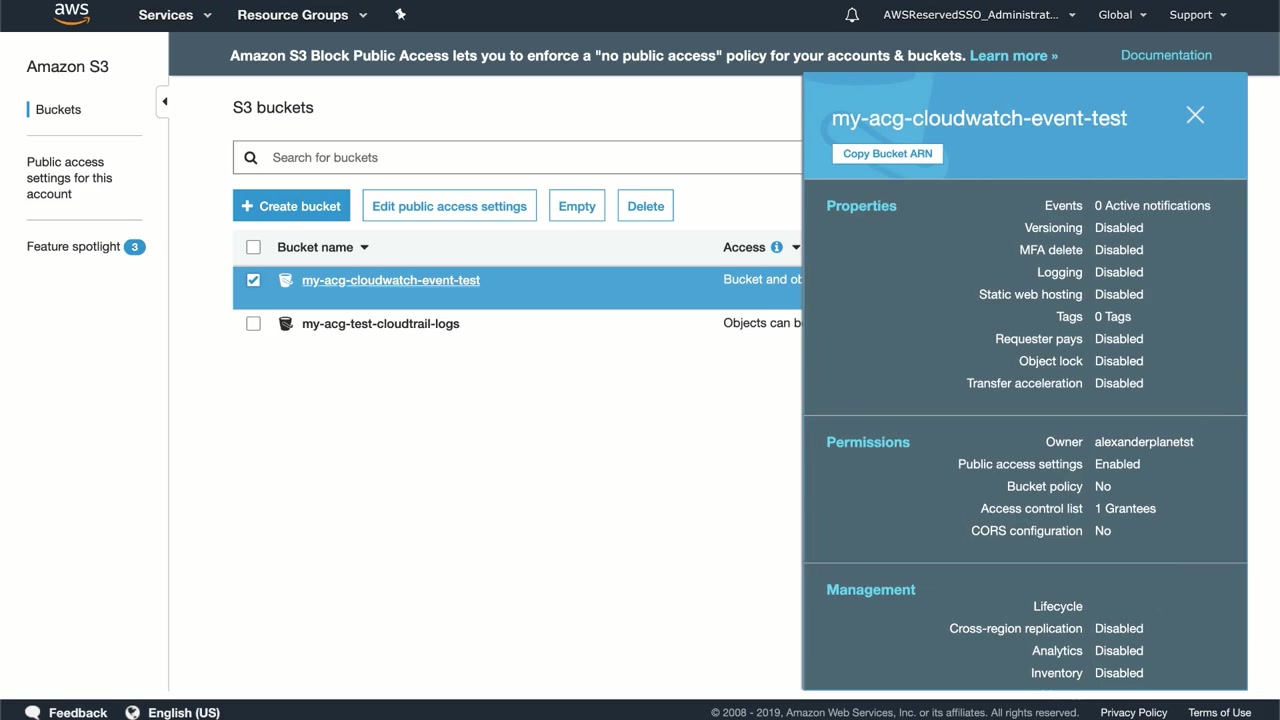 aws
Services
Resource Groups
AWSReservedSSO_Administrat...
Global
Support
Amazon S3 Block Public Access lets you to enforce a "no public access" policy for your accounts & buckets. Learn more »
Documentation
Amazon S3
Buckets
Public access
settings for this
account
Feature spotlight 3
S3 buckets
Search for buckets
+ Create bucket
Edit public access settings
Empty
Delete
Bucket name
Access
my-acg-cloudwatch-event-test
Bucket and ob
my-acg-test-cloudtrail-logs
Objects can b
my-acg-cloudwatch-event-test
Copy Bucket ARN
Properties
Events 0 Active notifications
Versioning Disabled
MFA delete Disabled
Logging Disabled
Static web hosting Disabled
Tags 0 Tags
Requester pays Disabled
Object lock Disabled
Transfer acceleration Disabled
Permissions
Owner alexanderplanetst
Public access settings Enabled
Bucket policy No
Access control list 1 Grantees
CORS configuration No
Management
Lifecycle
Cross-region replication Disabled
Analytics Disabled
Inventory Disabled
Feedback
English (US)
© 2008 - 2019, Amazon Web Services, Inc. or its affiliates. All rights reserved.
Privacy Policy
Terms of Use